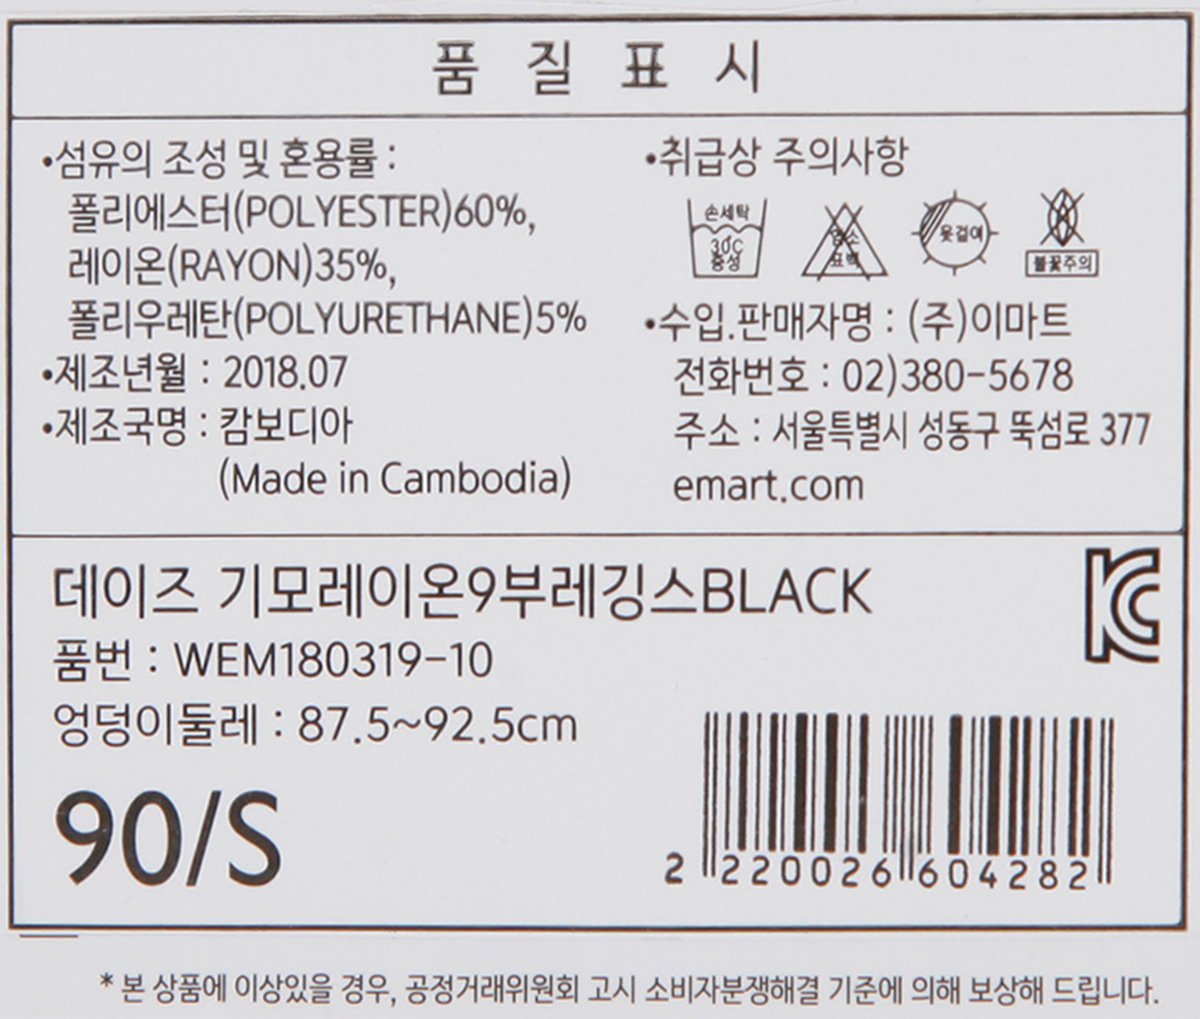 품 질 표 시
•섬유의 조성 및 혼용률 :
폴리에스터(POLYESTER)60%,
레이온(RAYON)35%,
폴리우레탄(POLYURETHANE)5%
•제조년월 : 2018.07
•제조국명 : 캄보디아
(Made in Cambodia)
•취급상 주의사항
손세탁
30℃
중성
염소
표백
옷걸이
불꽃주의
•수입.판매자명 : (주)이마트
전화번호 : 02)380-5678
주소 : 서울특별시 성동구 뚝섬로 377
emart.com
데이즈 기모레이온9부레깅스BLACK
품번 : WEM180319-10
엉덩이둘레 : 87.5~92.5cm
90/S
KC
2 220026 604282
* 본 상품에 이상있을 경우, 공정거래위원회 고시 소비자분쟁해결 기준에 의해 보상해 드립니다.